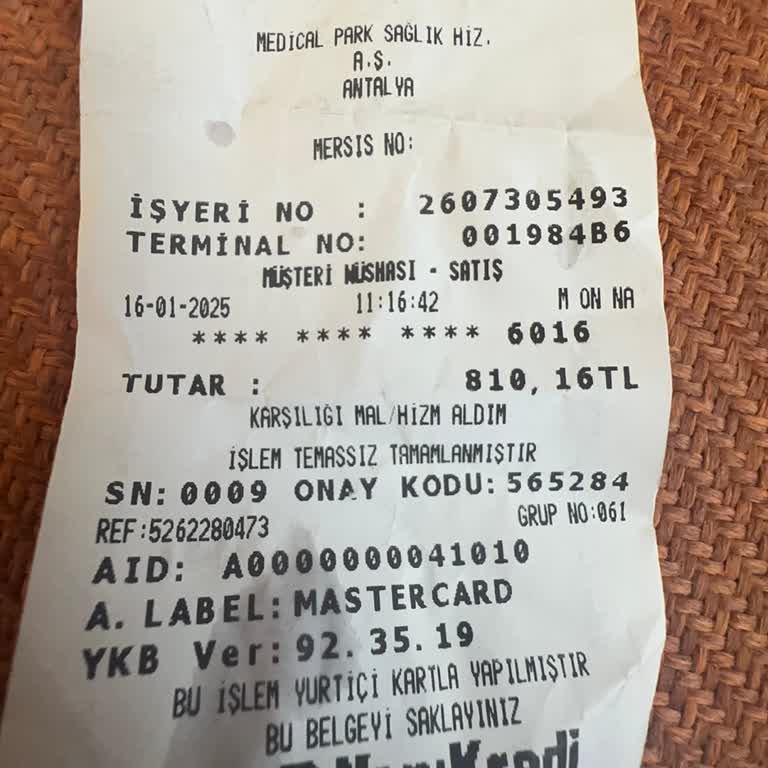 MEDİCAL PARK SAĞLIK HİZ.
A.Ş.
ANTALYA
MERSIS NO:
İŞYERİ NO : 2607305493
TERMİNAL NO: 001984B6
MÜŞTERİ NÜSHASI - SATIŞ
16-01-2025 11:16:42 M ON NA
**** **** **** 6016
TUTAR : 810,16TL
KARŞILIĞI MAL/HİZM ALDIM
İŞLEM TEMASSIZ TAMAMLANMIŞTIR
SN: 0009 ONAY KODU: 565284
REF:5262280473 GRUP NO:061
AID: A0000000041010
A. LABEL: MASTERCARD
YKB Ver: 92.35.19
BU İŞLEM YURTİÇİ KARTLA YAPILMIŞTIR
BU BELGEYİ SAKLAYINIZ